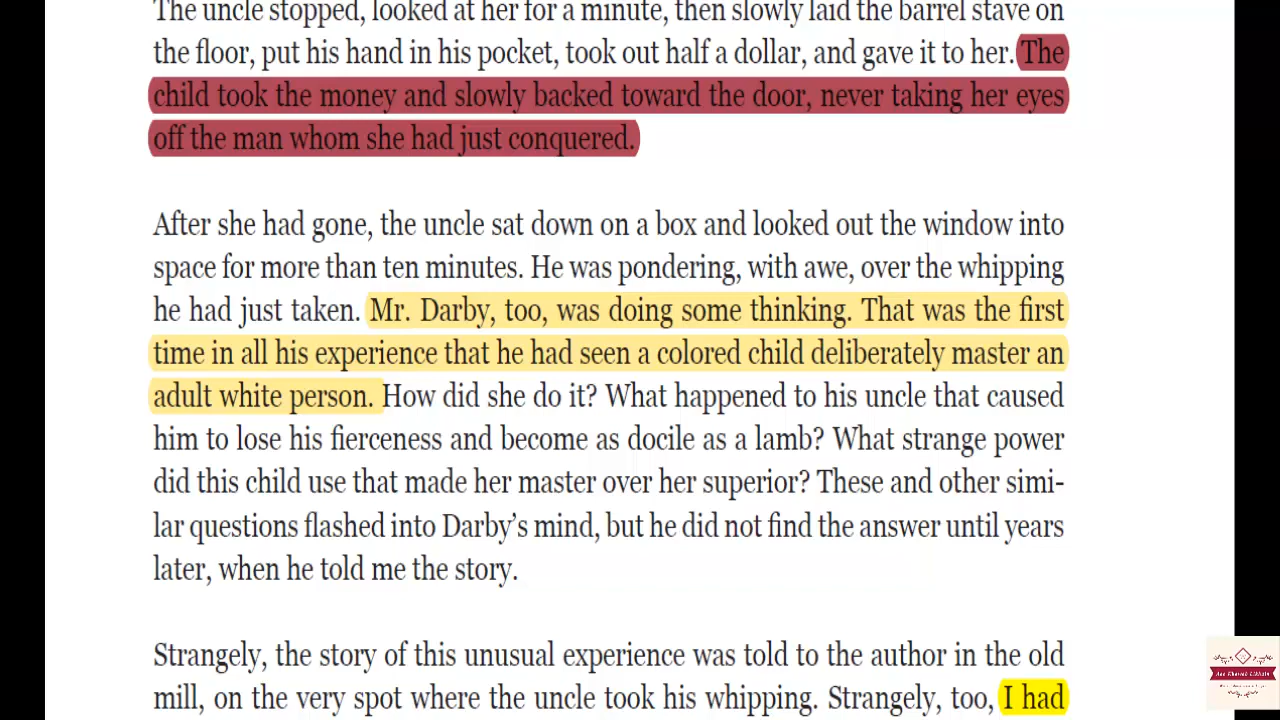 The uncle stopped, looked at her for a minute, then slowly laid the barrel stave on
the floor, put his hand in his pocket, took out half a dollar, and gave it to her. The
child took the money and slowly backed toward the door, never taking her eyes
off the man whom she had just conquered.
After she had gone, the uncle sat down on a box and looked out the window into
space for more than ten minutes. He was pondering, with awe, over the whipping
he had just taken. Mr. Darby, too, was doing some thinking. That was the first
time in all his experience that he had seen a colored child deliberately master an
adult white person. How did she do it? What happened to his uncle that caused
him to lose his fierceness and become as docile as a lamb? What strange power
did this child use that made her master over her superior? These and other simi-
lar questions flashed into Darby’s mind, but he did not find the answer until years
later, when he told me the story.
Strangely, the story of this unusual experience was told to the author in the old
mill, on the very spot where the uncle took his whipping. Strangely, too, I had